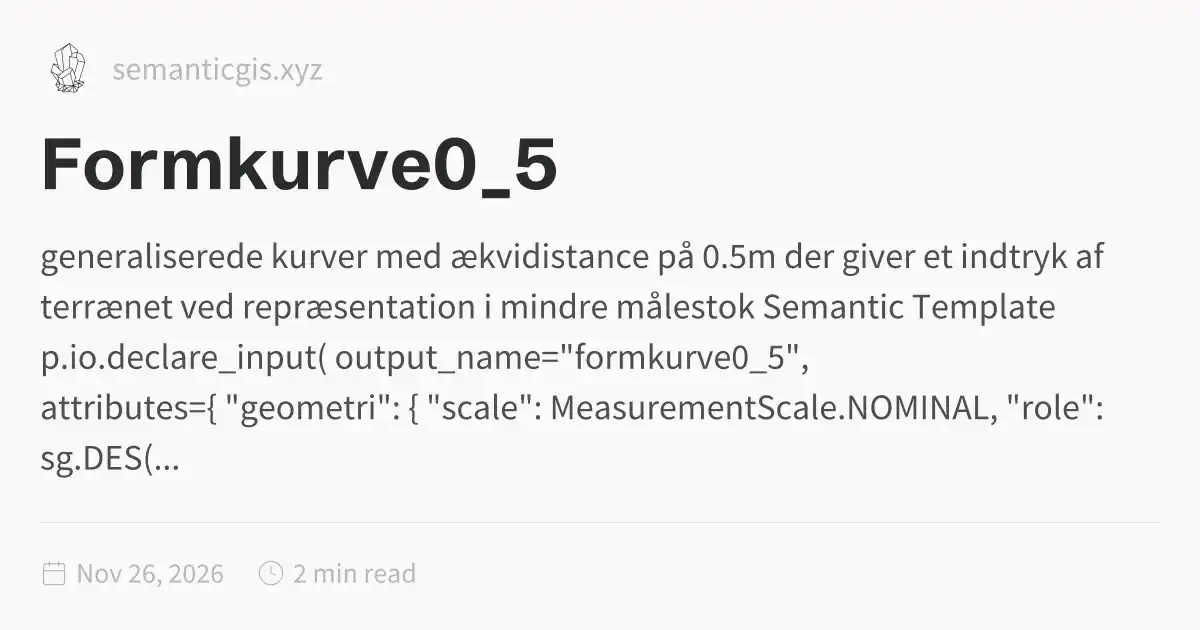 semanticgis.xyz
Formkurve0_5
generaliserede kurver med ækvidistance på 0.5m der giver et indtryk af
terrænet ved repræsentation i mindre målestok Semantic Template
p.io.declare_input( output_name="formkurve0_5",
attributes={ "geometri": { "scale": MeasurementScale.NOMINAL, "role":
sg.DES(...
Nov 26, 2026 2 min read